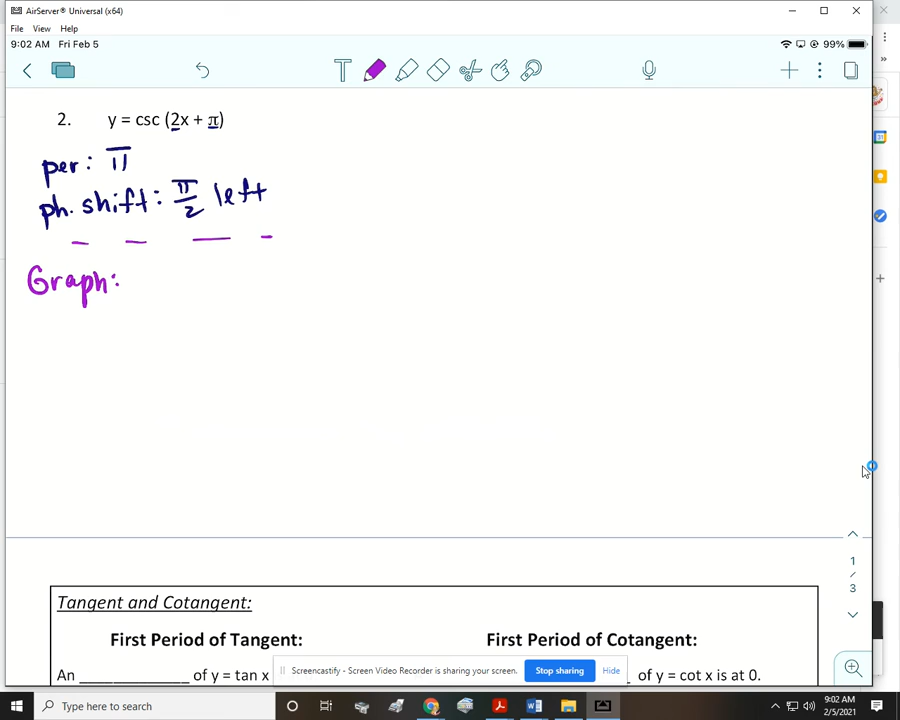 AirServer® Universal (x64)
File View Help
9:02 AM Fri Feb 5
99%
T
2. y = csc (2x + π)
per: π
ph. shift: π/2 left
Graph:
1
/
3
Tangent and Cotangent:
First Period of Tangent: First Period of Cotangent:
An ________________ of y = tan x
of y = cot x is at 0.
Screencastify - Screen Video Recorder is sharing your screen. Stop sharing Hide
Type here to search
9:02 AM
2/5/2021